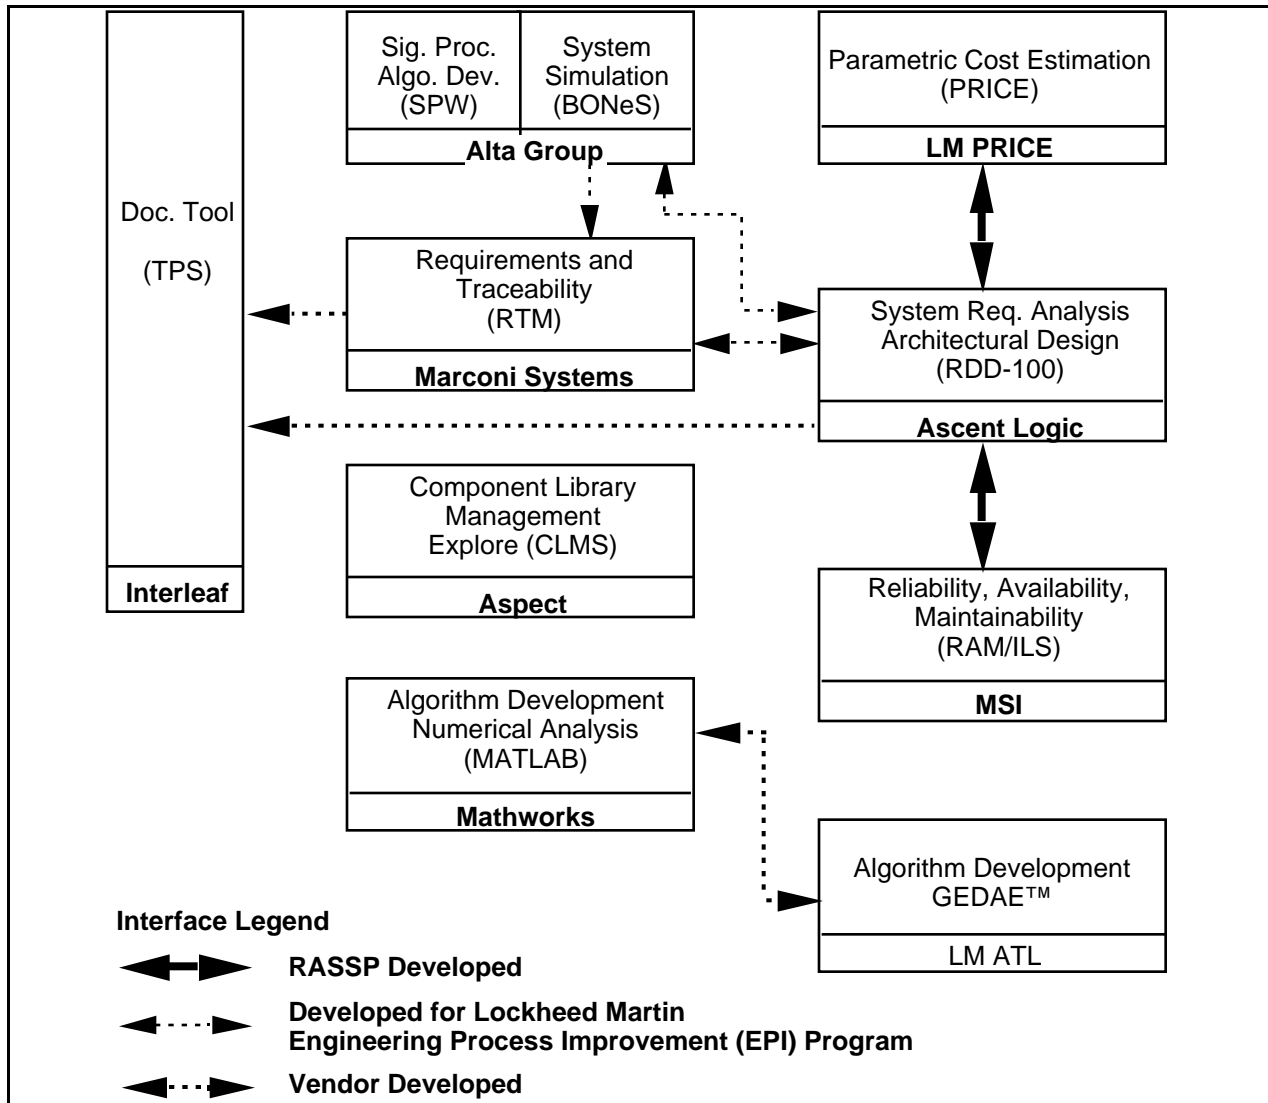 Doc. Tool
(TPS)
Interleaf
Sig. Proc.
Algo. Dev.
(SPW)
System
Simulation
(BONeS)
Alta Group
Parametric Cost Estimation
(PRICE)
LM PRICE
Requirements and
Traceability
(RTM)
Marconi Systems
System Req. Analysis
Architectural Design
(RDD-100)
Ascent Logic
Component Library
Management
Explore (CLMS)
Aspect
Reliability, Availability,
Maintainability
(RAM/ILS)
MSI
Algorithm Development
Numerical Analysis
(MATLAB)
Mathworks
Algorithm Development
GEDAE™
LM ATL
Interface Legend
RASSP Developed
Developed for Lockheed Martin
Engineering Process Improvement (EPI) Program
Vendor Developed